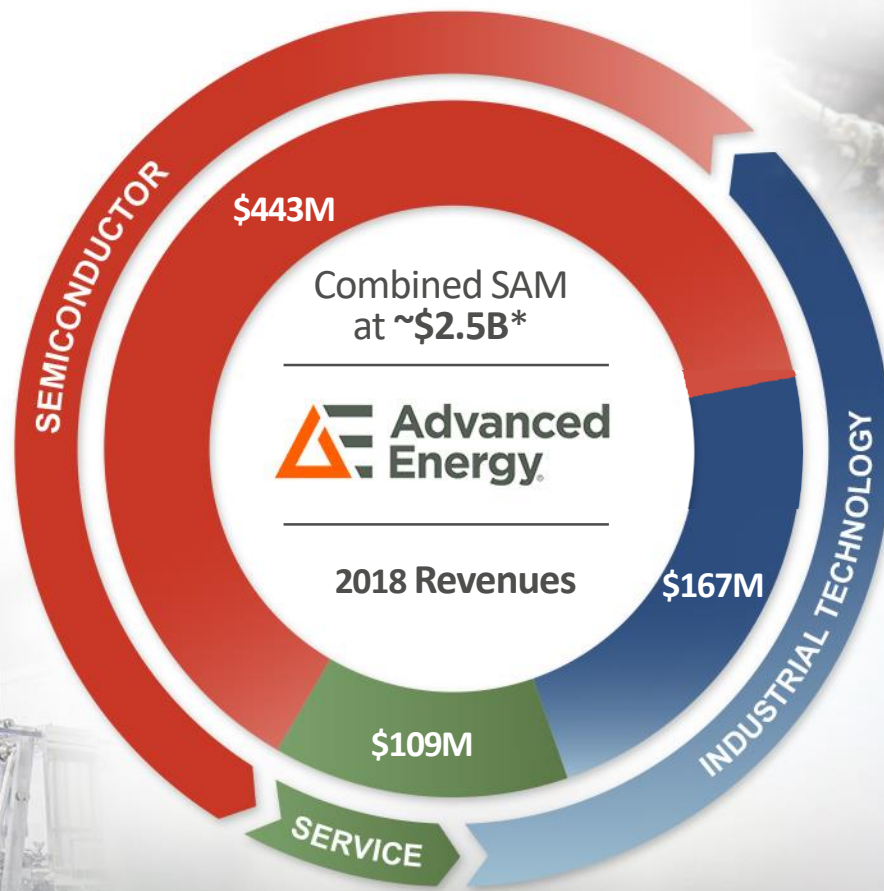 SEMICONDUCTOR
$443M
Combined SAM
at ~$2.5B*
Advanced
Energy
2018 Revenues
$167M
INDUSTRIAL TECHNOLOGY
$109M
SERVICE